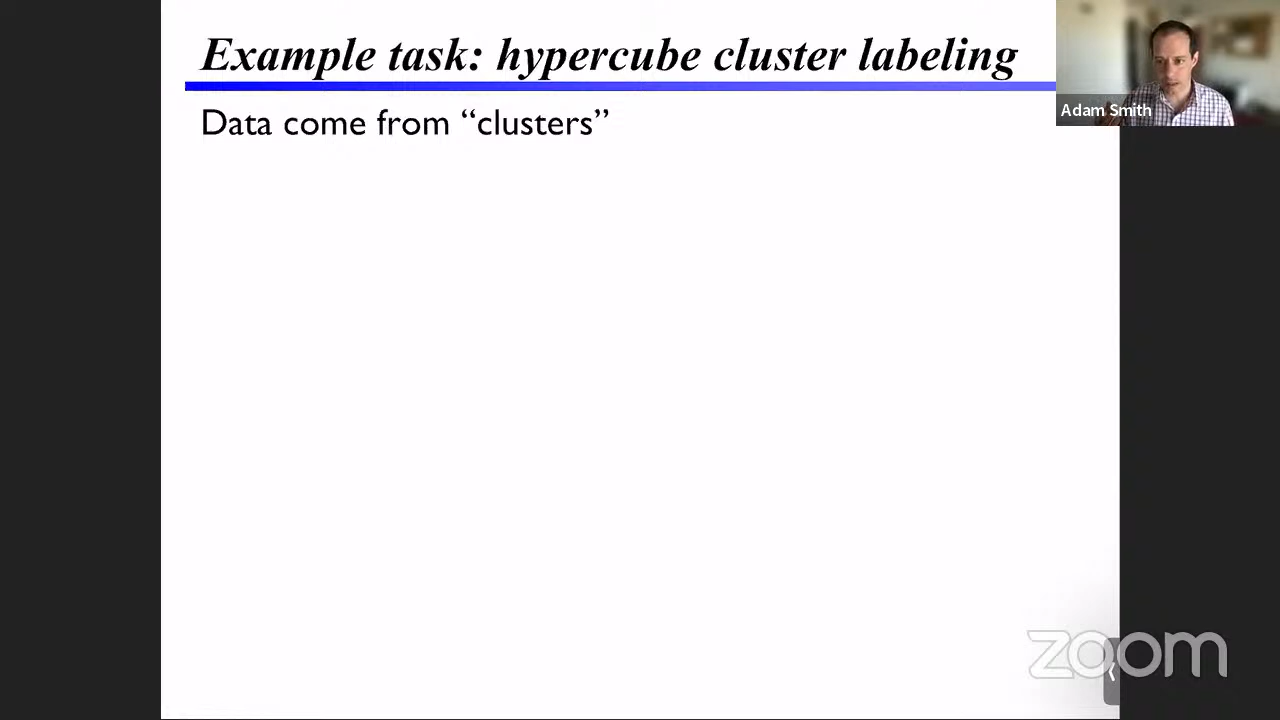 Example task: hypercube cluster labeling
Adam Smith
Data come from “clusters”
zoom